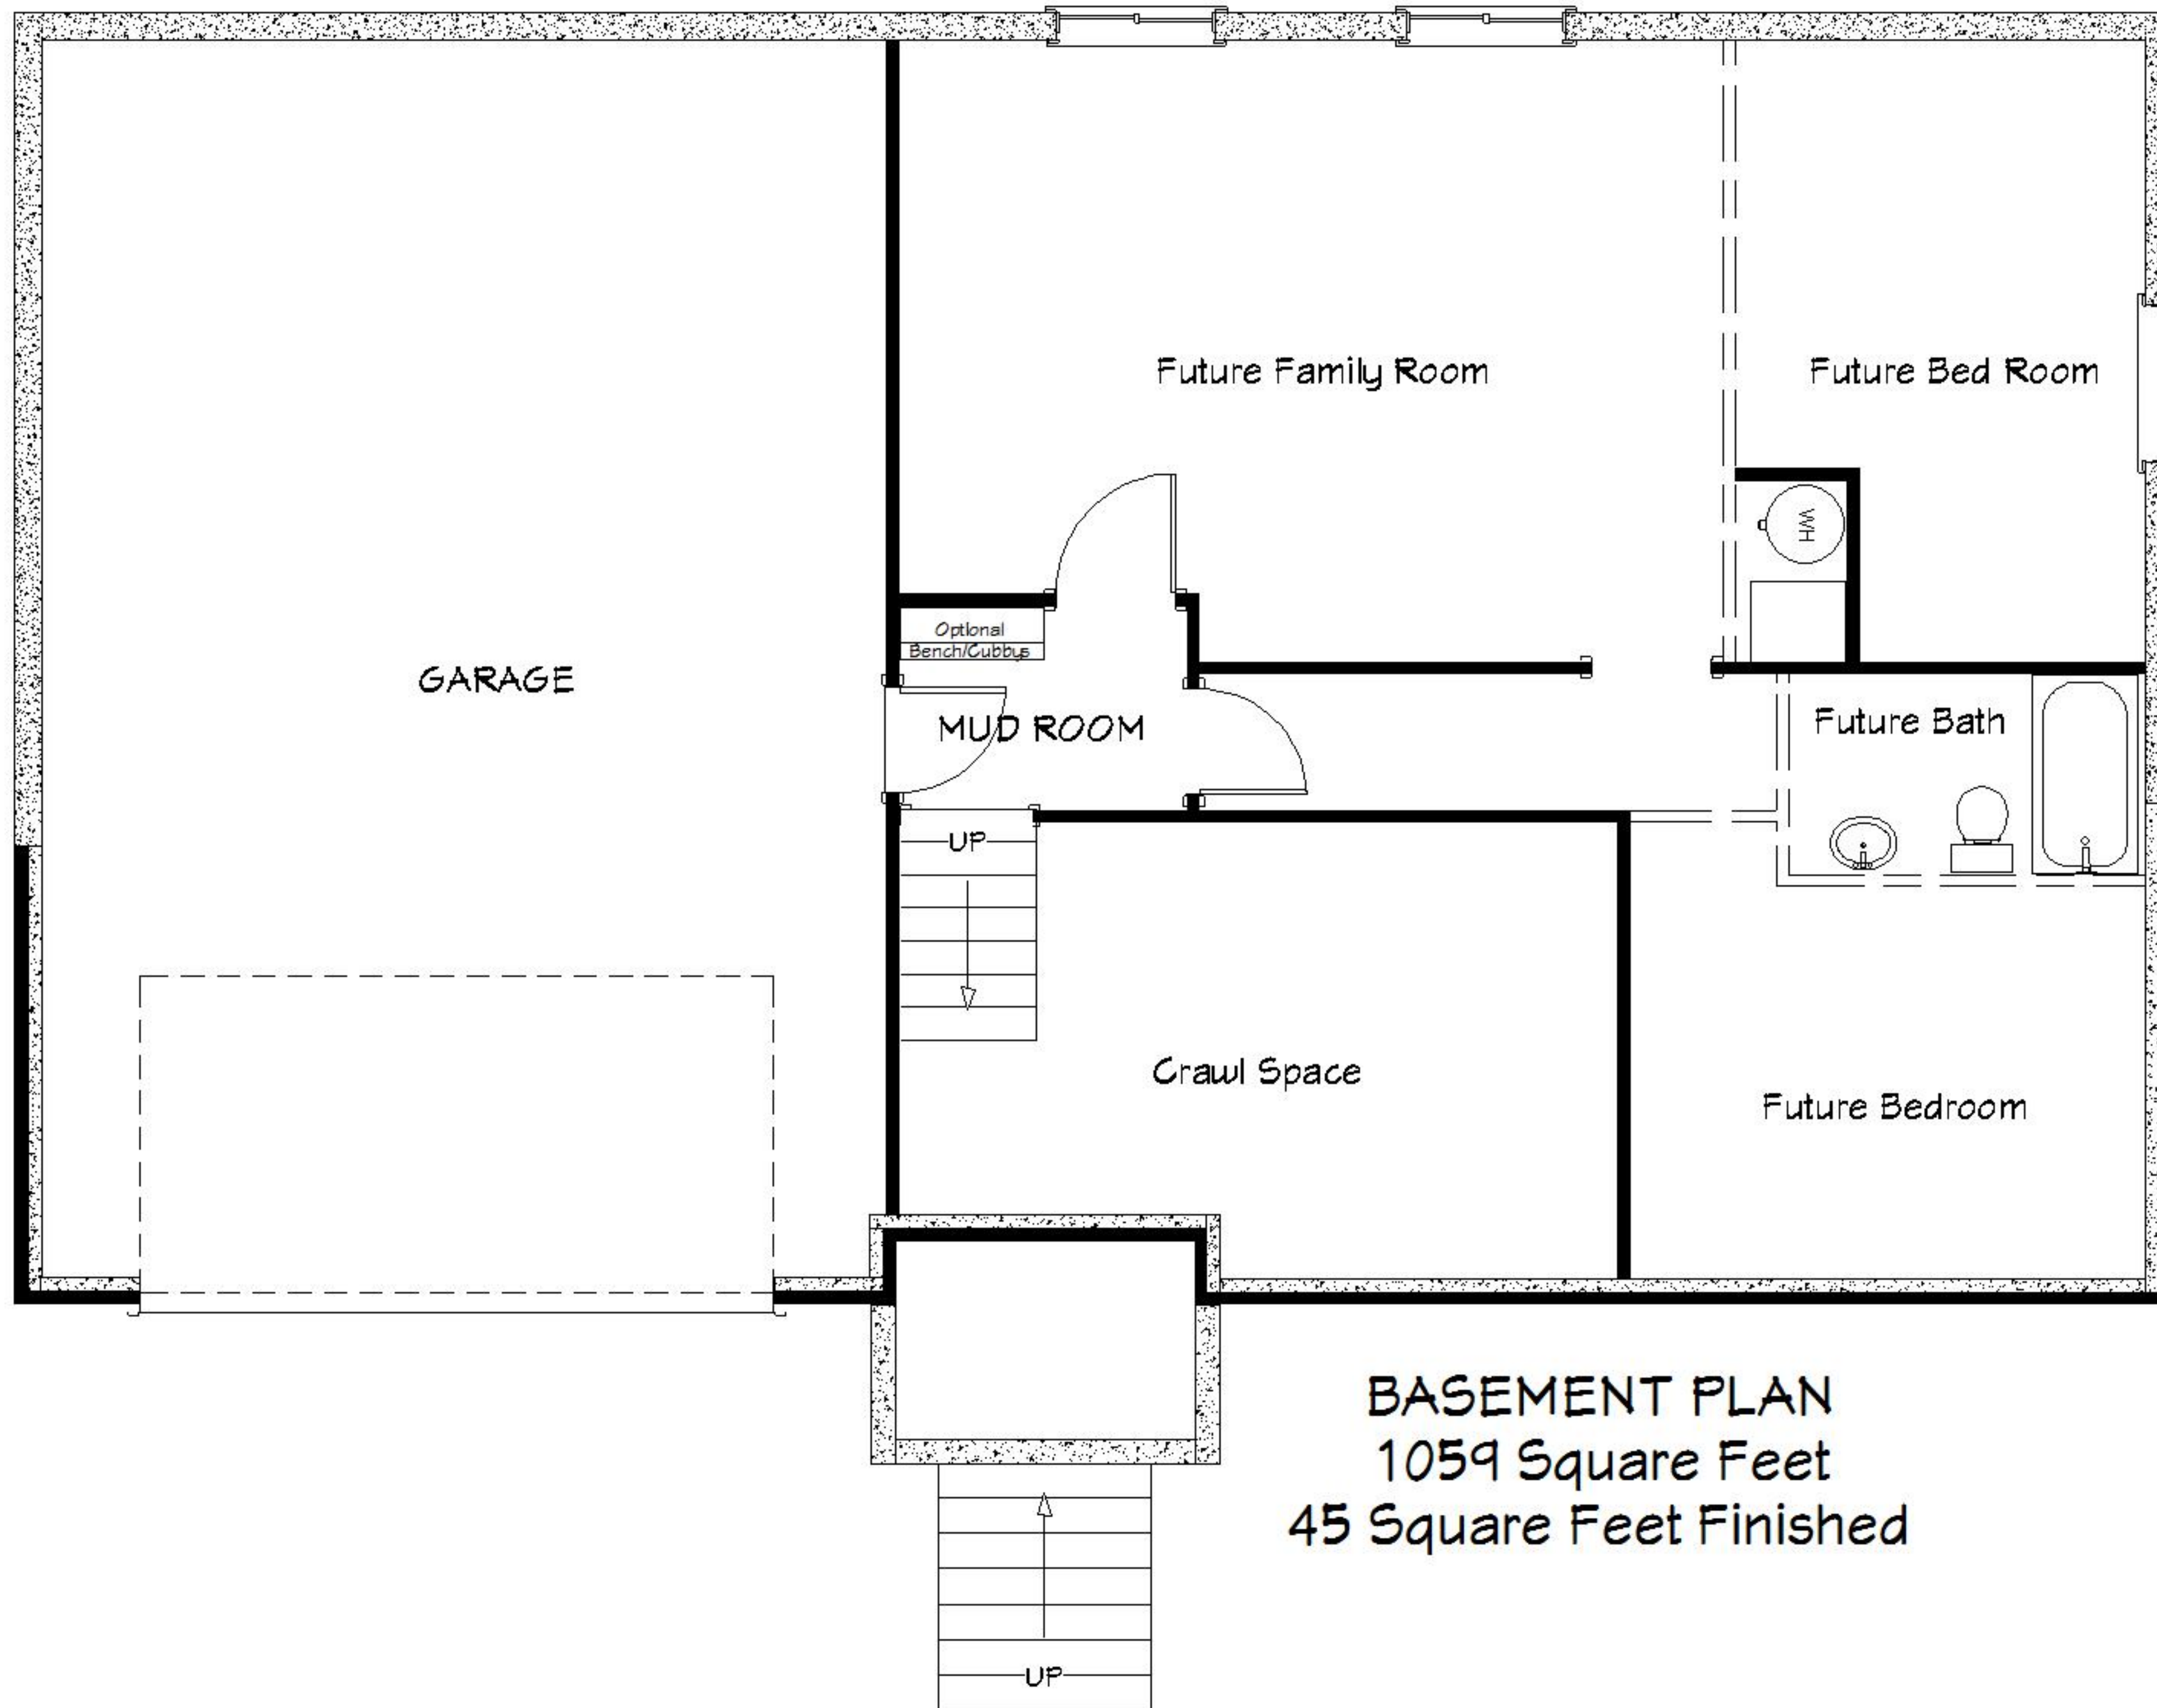 Future Family Room
Future Bed Room
WH
Optional
Bench/Cubbys
GARAGE
MUD ROOM
Future Bath
UP
Crawl Space
Future Bedroom
BASEMENT PLAN
1059 Square Feet
45 Square Feet Finished
UP